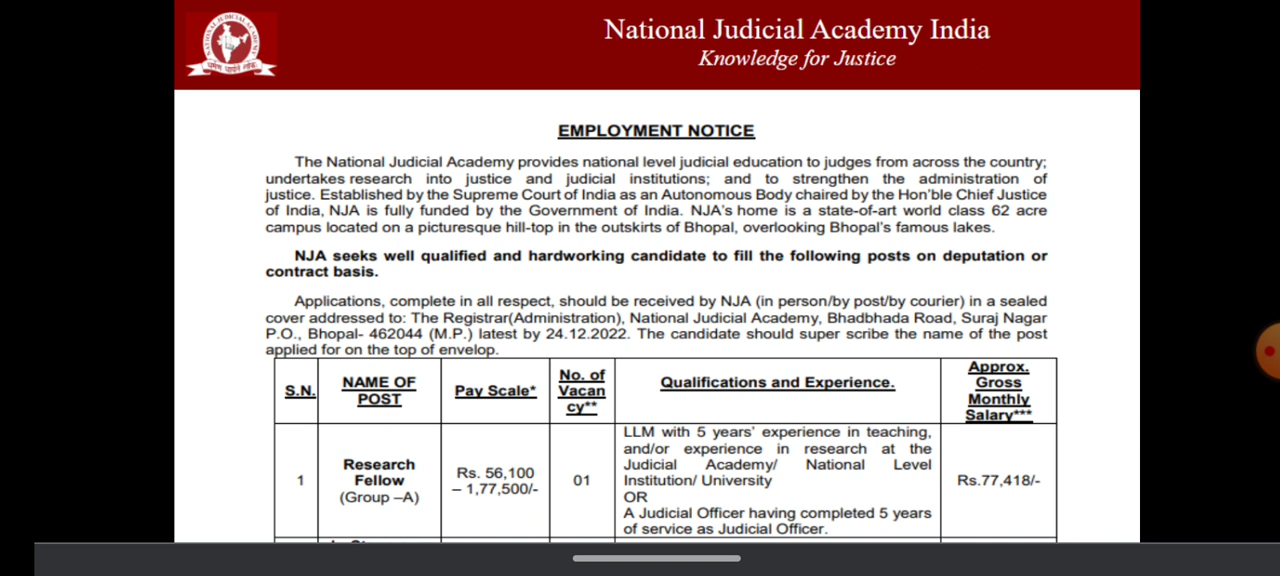 National Judicial Academy India
Knowledge for Justice
EMPLOYMENT NOTICE
The National Judicial Academy provides national level judicial education to judges from across the country;
undertakes research into justice and judicial institutions; and to strengthen the administration of
justice. Established by the Supreme Court of India as an Autonomous Body chaired by the Hon'ble Chief Justice
of India, NJA is fully funded by the Government of India. NJA's home is a state-of-art world class 62 acre
campus located on a picturesque hill-top in the outskirts of Bhopal, overlooking Bhopal's famous lakes.
NJA seeks well qualified and hardworking candidate to fill the following posts on deputation or
contract basis.
Applications, complete in all respect, should be received by NJA (in person/by post/by courier) in a sealed
cover addressed to: The Registrar(Administration), National Judicial Academy, Bhadbhada Road, Suraj Nagar
P.O., Bhopal- 462044 (M.P.) latest by 24.12.2022. The candidate should super scribe the name of the post
applied for on the top of envelop.
S.N.
NAME OF
POST
Pay Scale*
No. of
Vacan
cy**
Qualifications and Experience.
Approx.
Gross
Monthly
Salary***
1
Research
Fellow
(Group –A)
Rs. 56,100
– 1,77,500/-
01
LLM with 5 years' experience in teaching,
and/or experience in research at the
Judicial Academy/ National Level
Institution/ University
OR
A Judicial Officer having completed 5 years
of service as Judicial Officer.
Rs.77,418/-